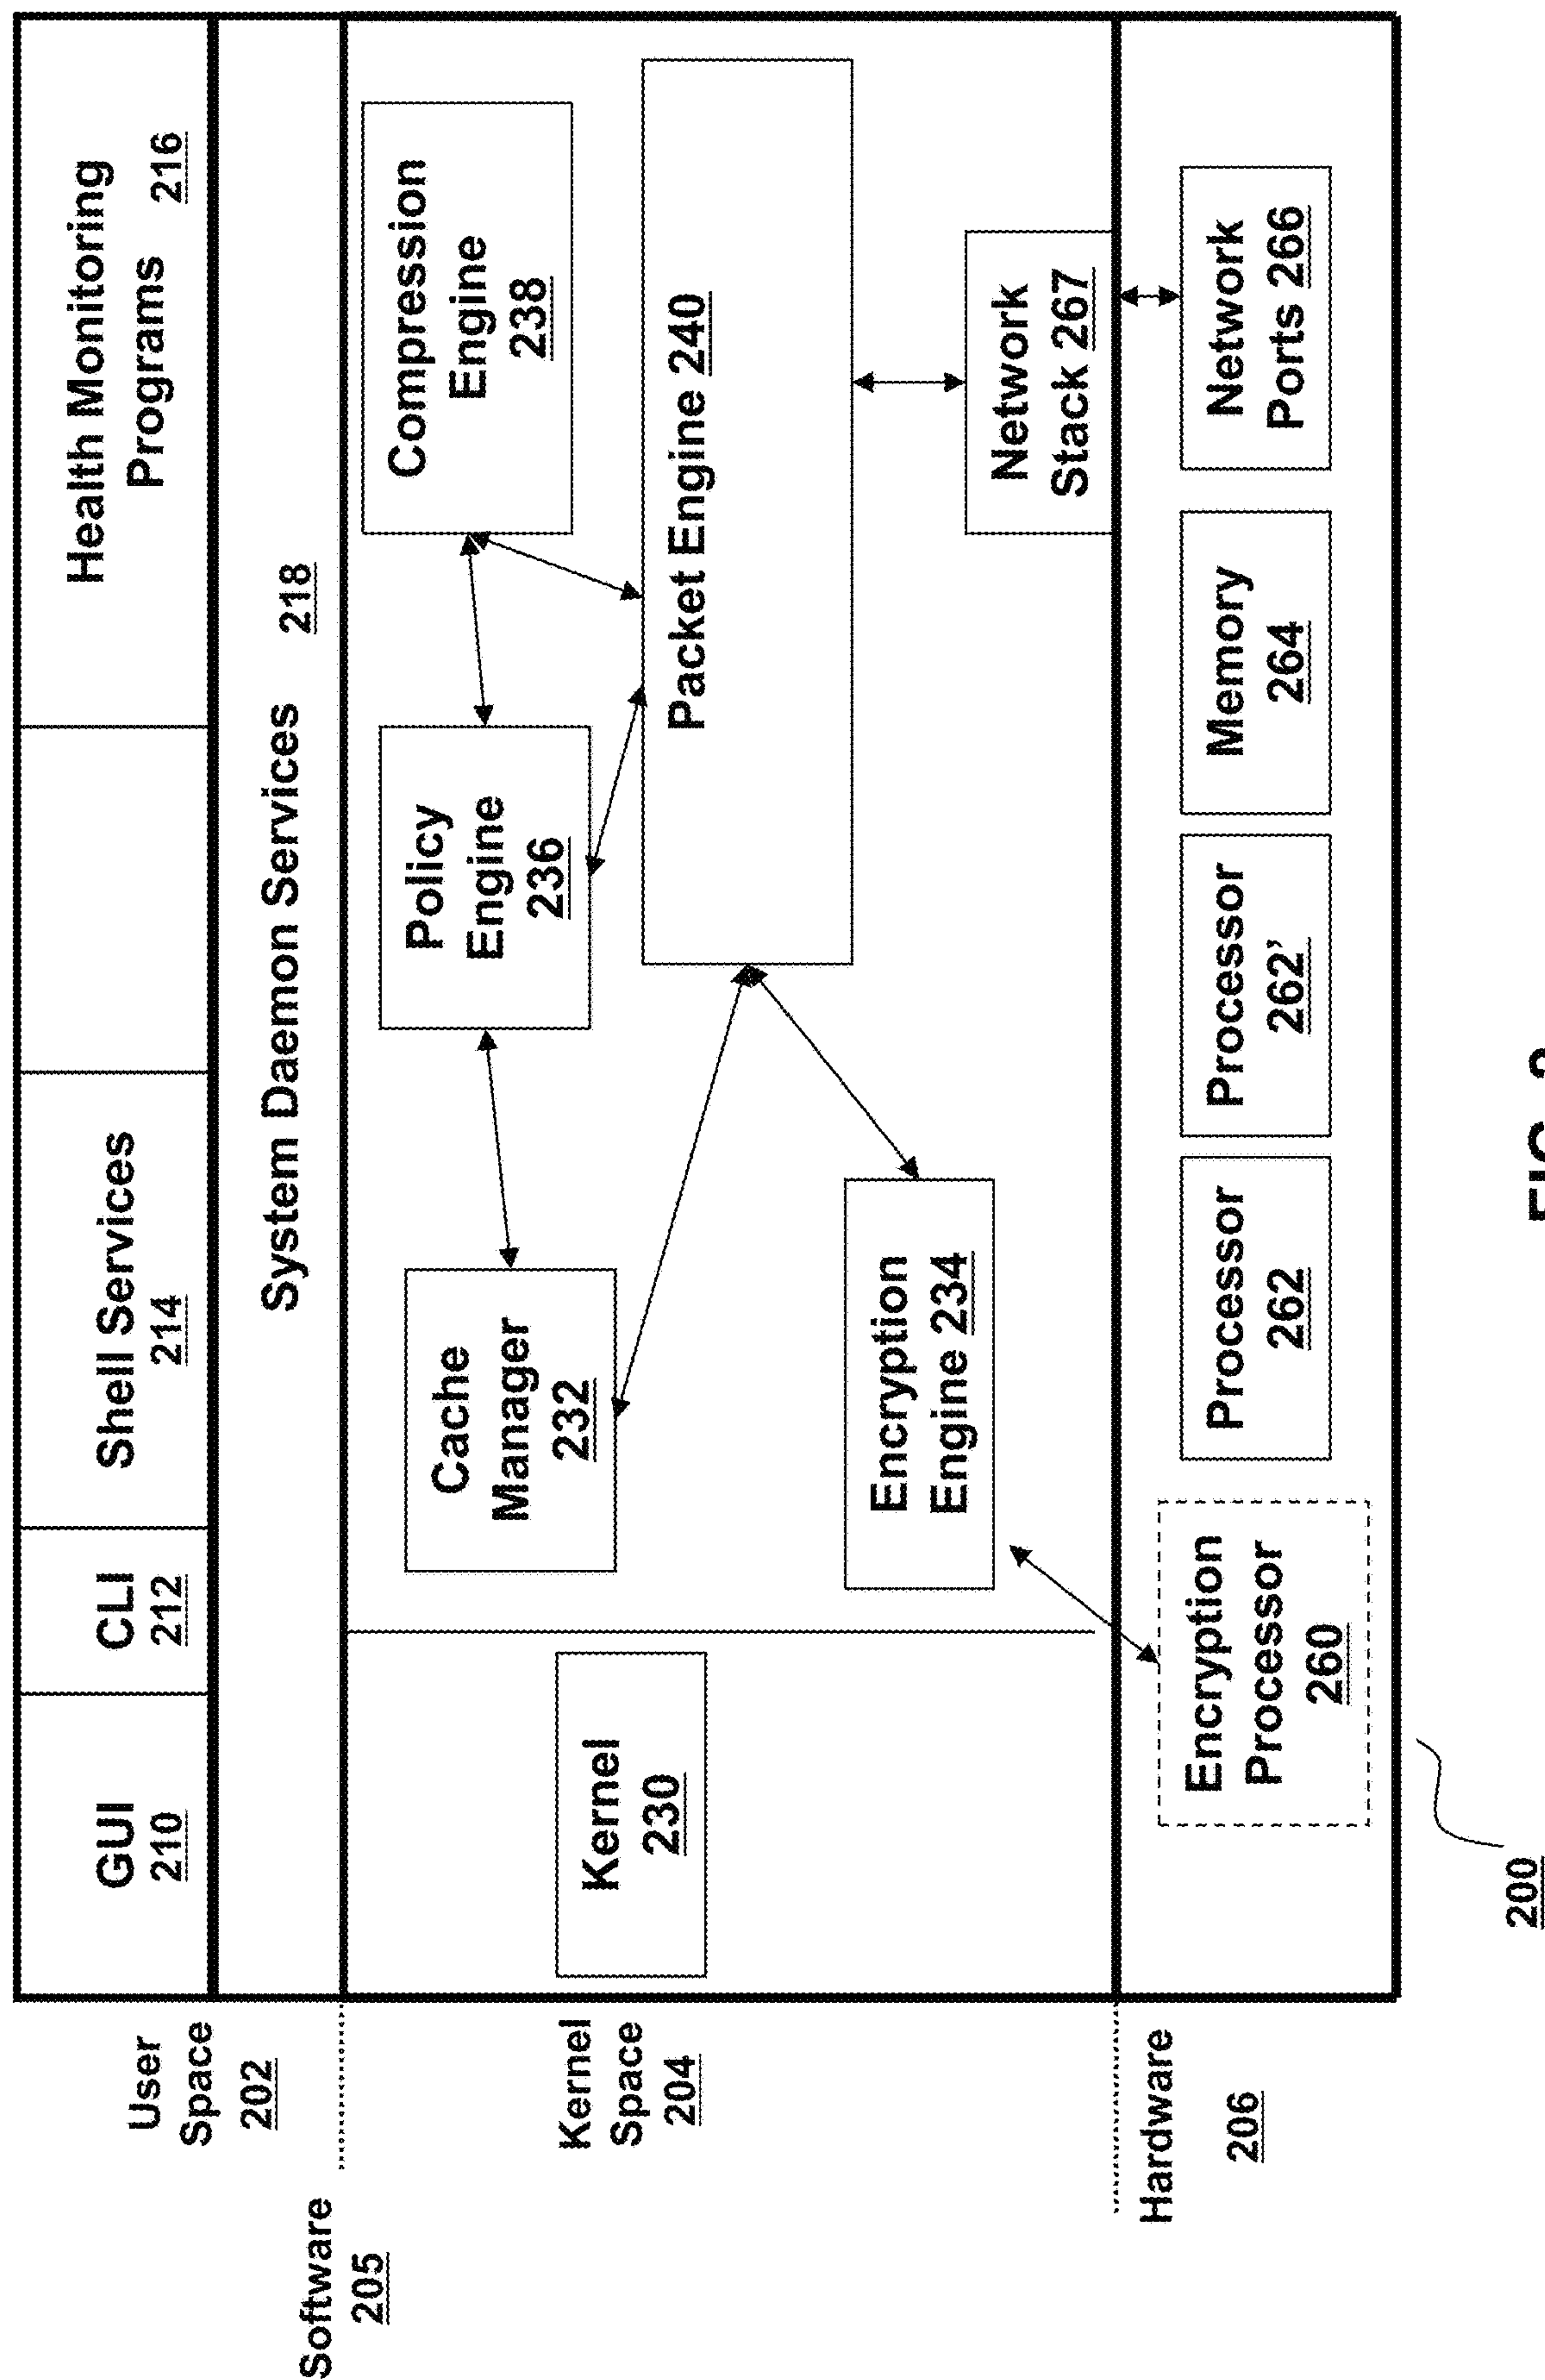 Software
205
User
Space
202
Kernel
Space
204
Hardware
206
GUI
210
CLI
212
Shell Services
214
Health Monitoring
Programs 216
System Daemon Services 218
Kernel
230
Cache
Manager
232
Policy
Engine
236
Compression
Engine
238
Packet Engine 240
Encryption
Engine 234
Network
Stack 267
Encryption
Processor
260
Processor
262
Processor
262’
Memory
264
Network
Ports 266
200